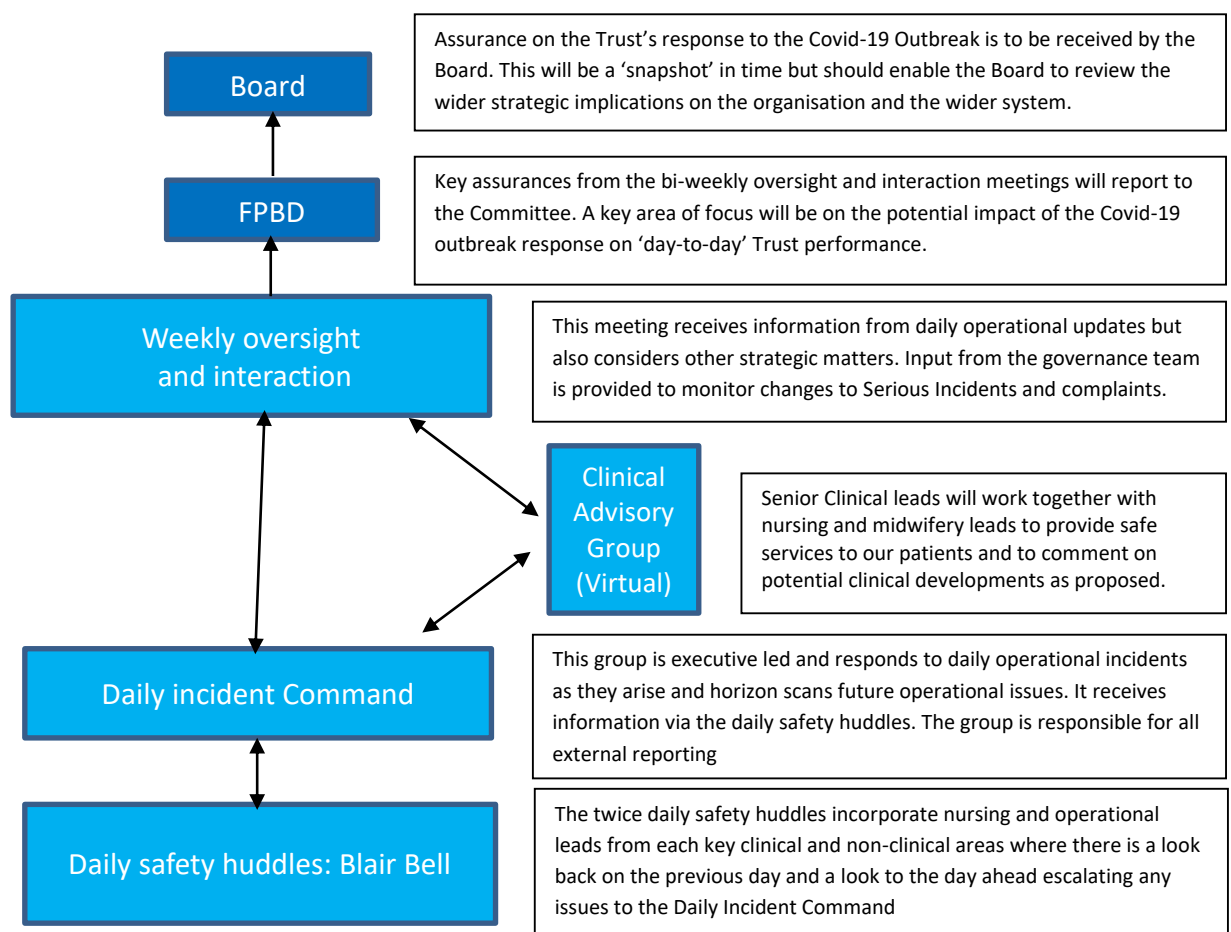 Board
Assurance on the Trust’s response to the Covid-19 Outbreak is to be received by the
Board. This will be a ‘snapshot’ in time but should enable the Board to review the
wider strategic implications on the organisation and the wider system.
FPBD
Key assurances from the bi-weekly oversight and interaction meetings will report to
the Committee. A key area of focus will be on the potential impact of the Covid-19
outbreak response on ‘day-to-day’ Trust performance.
Weekly oversight
and interaction
This meeting receives information from daily operational updates but
also considers other strategic matters. Input from the governance team
is provided to monitor changes to Serious Incidents and complaints.
Clinical
Advisory
Group
(Virtual)
Senior Clinical leads will work together with
nursing and midwifery leads to provide safe
services to our patients and to comment on
potential clinical developments as proposed.
Daily incident Command
This group is executive led and responds to daily operational incidents
as they arise and horizon scans future operational issues. It receives
information via the daily safety huddles. The group is responsible for all
external reporting
Daily safety huddles: Blair Bell
The twice daily safety huddles incorporate nursing and operational
leads from each key clinical and non-clinical areas where there is a look
back on the previous day and a look to the day ahead escalating any
issues to the Daily Incident Command